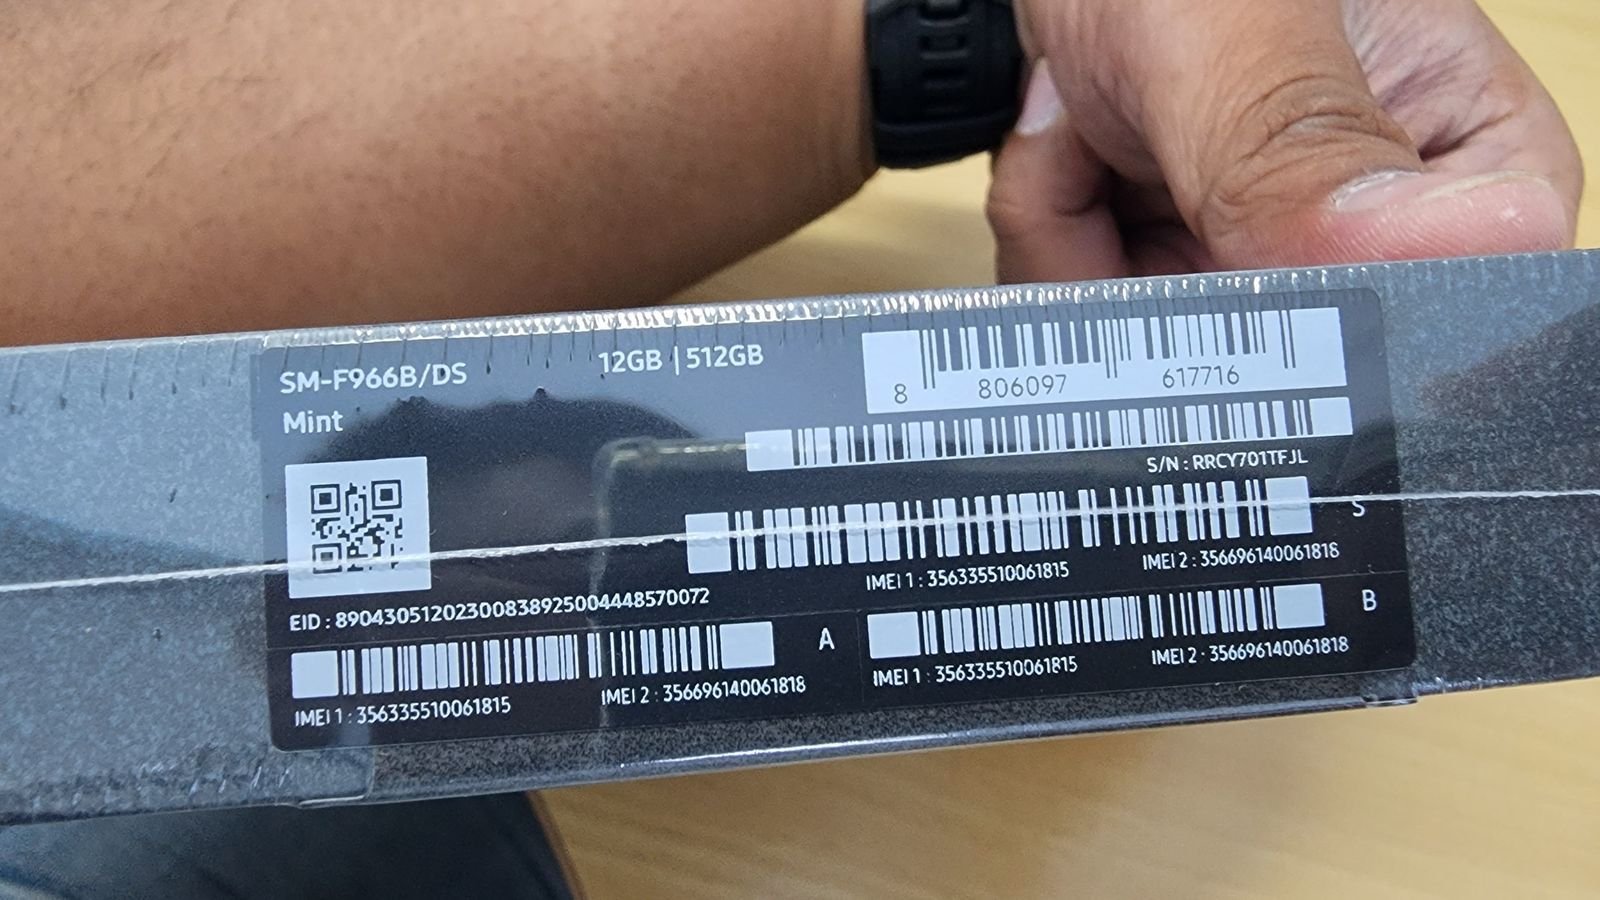 SM-F966B/DS
12GB | 512GB
Mint
8 806097 617716
S/N : RRCY701TFJL
S
IMEI 1 : 356335510061815
IMEI 2 : 356696140061818
EID : 89043051202300838925004448570072
A
IMEI 1 : 356335510061815
IMEI 2 : 356696140061818
B
IMEI 1 : 356335510061815
IMEI 2 : 356696140061818